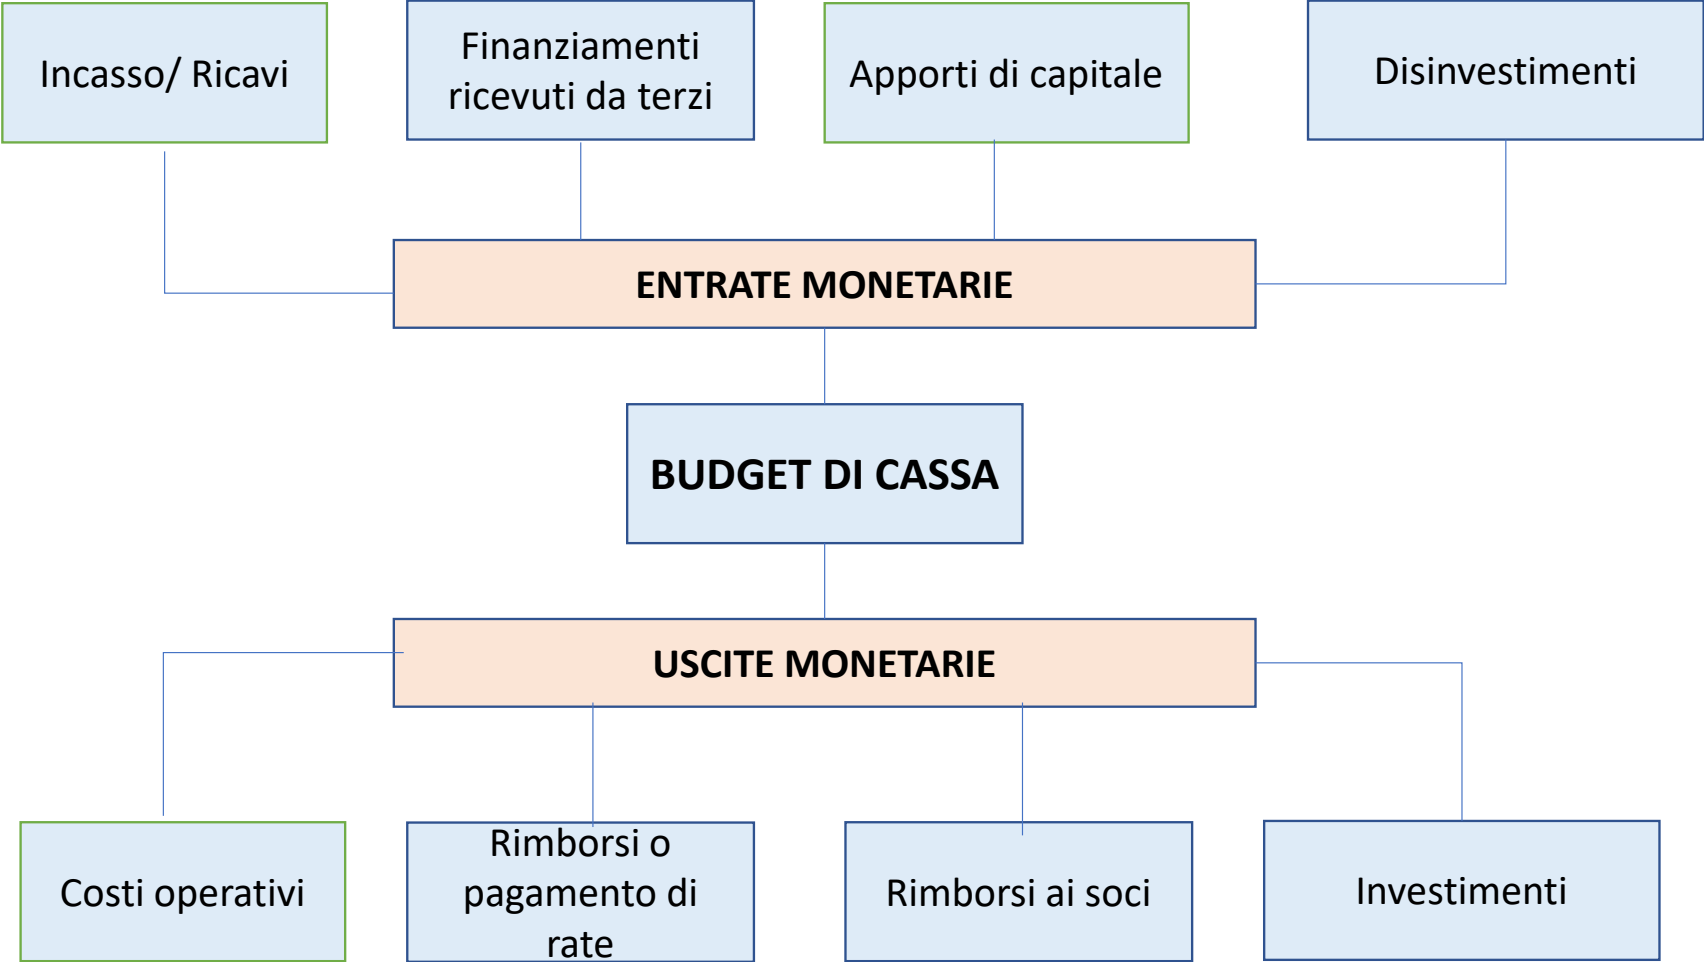 Incasso/ Ricavi
Finanziamenti
ricevuti da terzi
Apporti di capitale
Disinvestimenti
ENTRATE MONETARIE
BUDGET DI CASSA
USCITE MONETARIE
Costi operativi
Rimborsi o
pagamento di
rate
Rimborsi ai soci
Investimenti